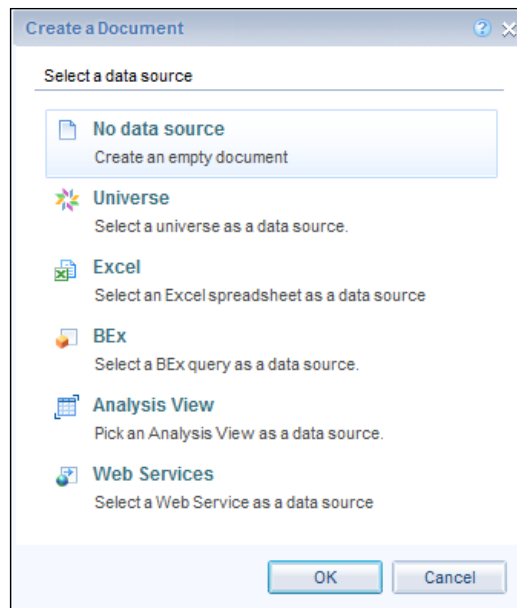 Create a Document
Select a data source
No data source
Create an empty document
Universe
Select a universe as a data source.
Excel
Select an Excel spreadsheet as a data source
BEx
Select a BEx query as a data source.
Analysis View
Pick an Analysis View as a data source.
Web Services
Select a Web Service as a data source
OK Cancel